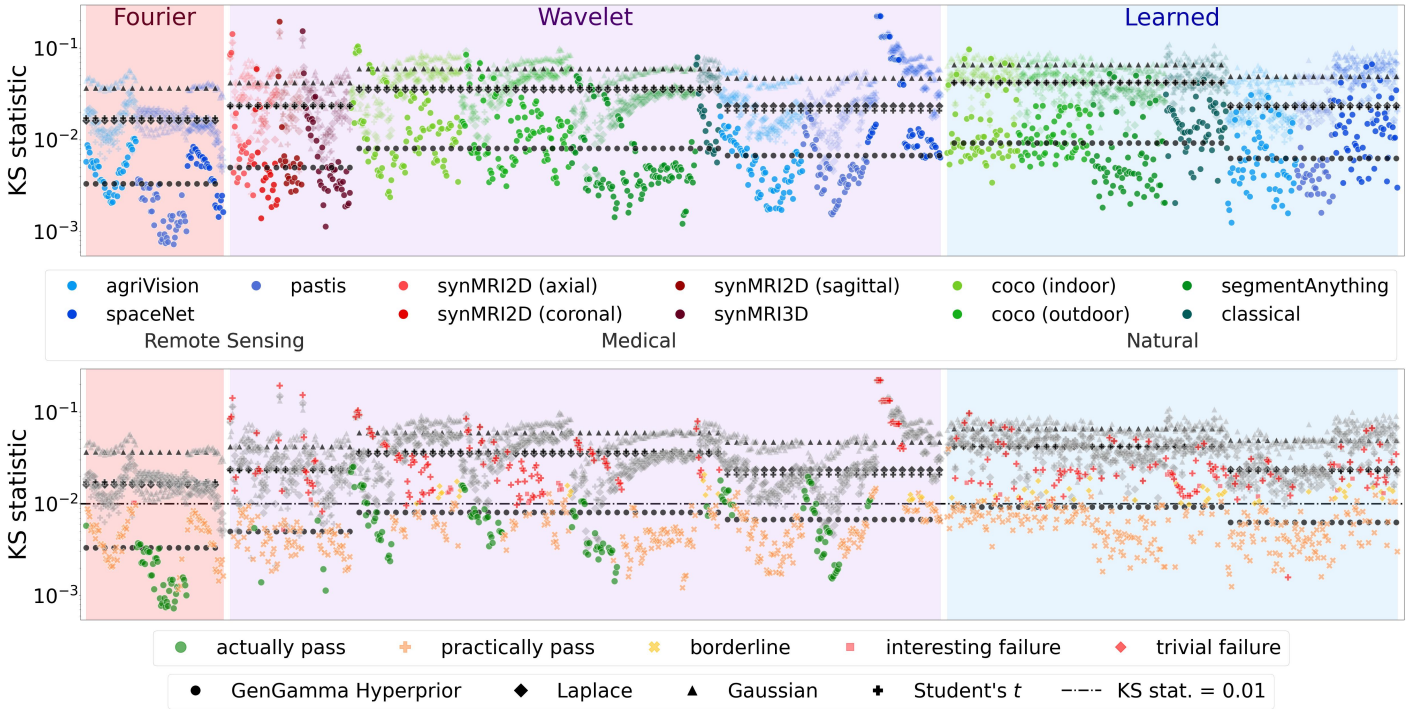 Fourier Wavelet Learned
KS statistic
10⁻¹
10⁻²
10⁻³
agriVision pastis synMRI2D (axial) synMRI2D (sagittal) coco (indoor) segmentAnything
spaceNet synMRI2D (coronal) synMRI3D coco (outdoor) classical
Remote Sensing Medical Natural
KS statistic
10⁻¹
10⁻²
10⁻³
actually pass practically pass borderline interesting failure trivial failure
GenGamma Hyperprior Laplace Gaussian Student's t KS stat. = 0.01